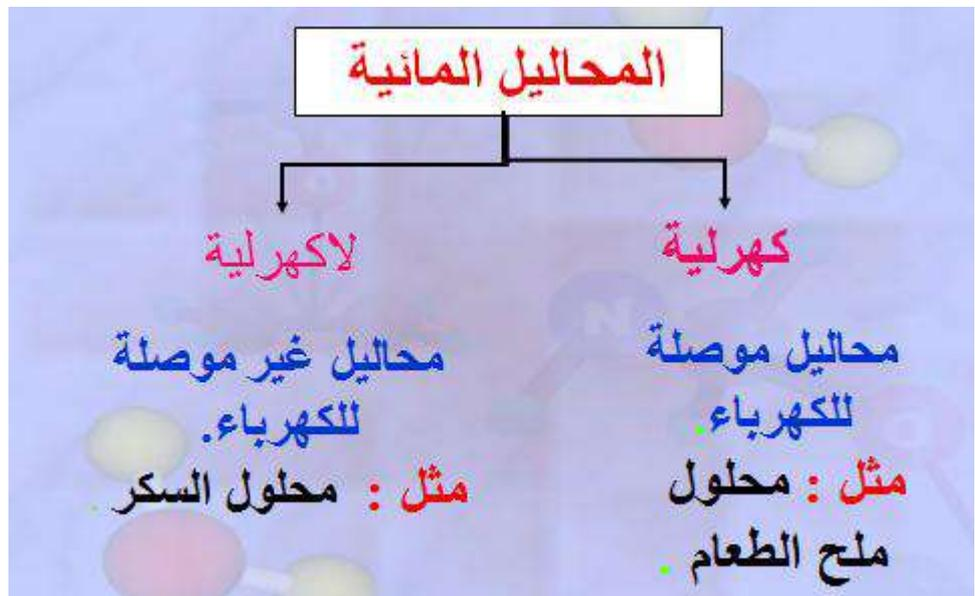 المحاليل المائية
كهرلية
محاليل موصلة
للكهرباء.
مثل : محلول
ملح الطعام .
لاكهرلية
محاليل غير موصلة
للكهرباء.
مثل : محلول السكر .
N
O
O